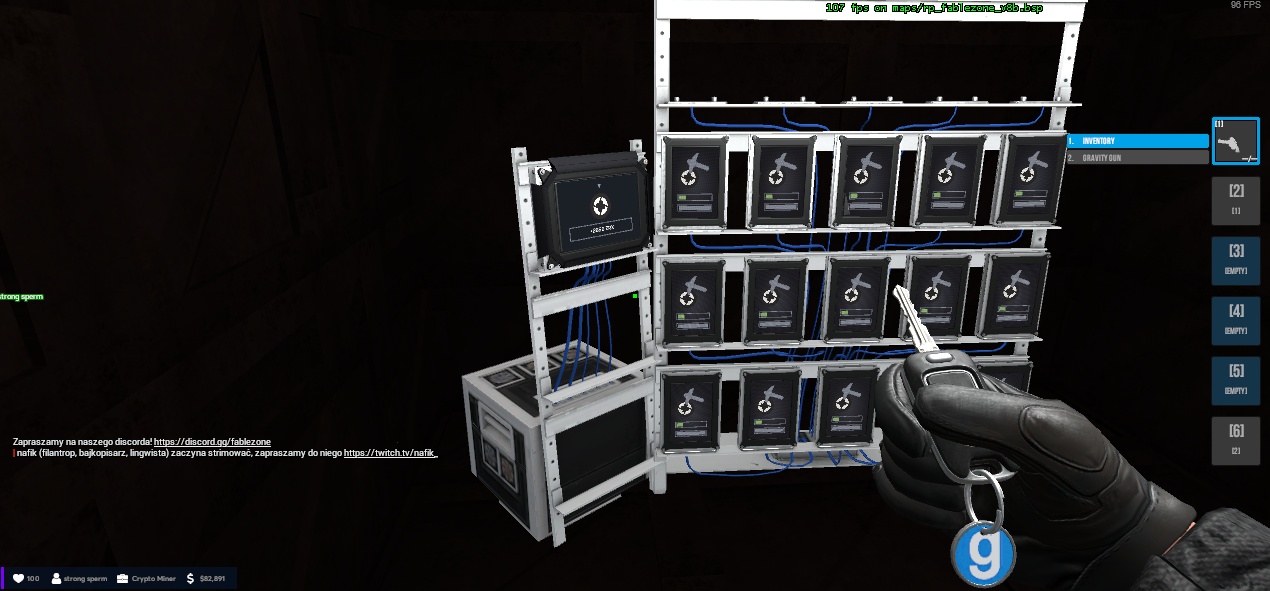 107 fps on maps/rp_fablezone_v8b.bsp
96 FPS
[1]
1. INVENTORY
2. GRAVITY GUN
[2]
[1]
[3]
[EMPTY]
strong sperm
[4]
[EMPTY]
[5]
[EMPTY]
[6]
[2]
Zapraszamy na naszego discorda! https://discord.gg/fablezone
nafik (filantrop, bajkopisarz, lingwista) zaczyna strimować, zapraszamy do niego https://twitch.tv/nafik_
g
100 strong sperm Crypto Miner $ $82,891